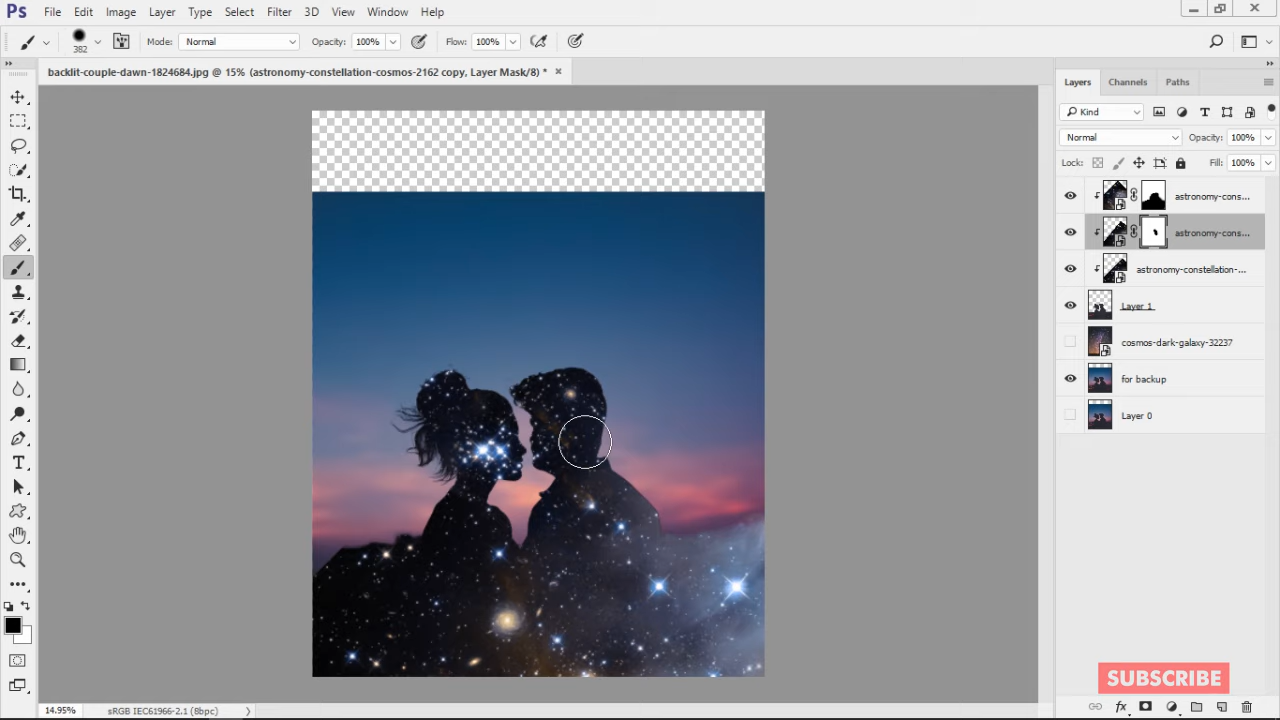 Ps File Edit Image Layer Type Select Filter 3D View Window Help
382 Mode: Normal Opacity: 100% Flow: 100%
backlit-couple-dawn-1824684.jpg @ 15% (astronomy-constellation-cosmos-2162 copy, Layer Mask/8) *
Layers Channels Paths
Kind
Normal Opacity: 100%
Lock: Fill: 100%
astronomy-cons...
astronomy-cons...
astronomy-constellation-...
Layer 1
cosmos-dark-galaxy-32237
for backup
Layer 0
SUBSCRIBE
14.95% sRGB IEC61966-2.1 (8bpc)